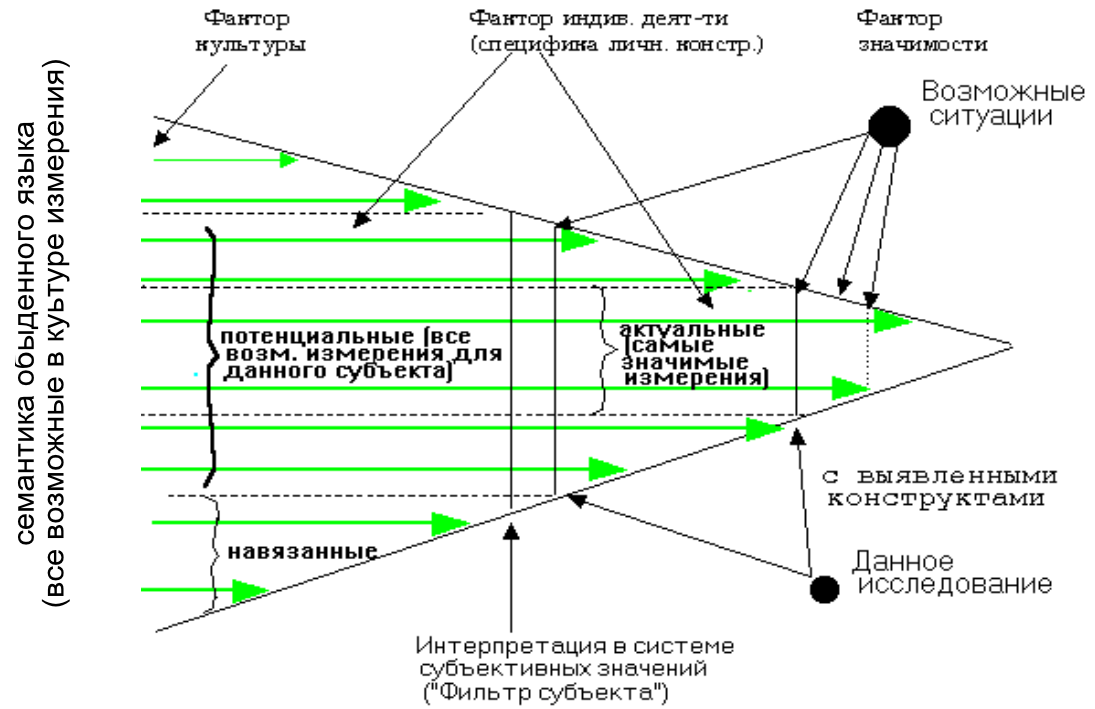 Фактор
культуры
Фактор индив. деят-ти
(специфика личн. констр.)
Фактор
значимости
Возможные
ситуации
семантика обыденного языка
(все возможные в куьтуре измерения)
потенциальные (все
возм. измерения для
данного субъекта)
актуальные
(самые
значимые
измерения)
с выявленными
конструктами
навязанные
Данное
исследование
Интерпретация в системе
субъективных значений
("Фильтр субъекта")